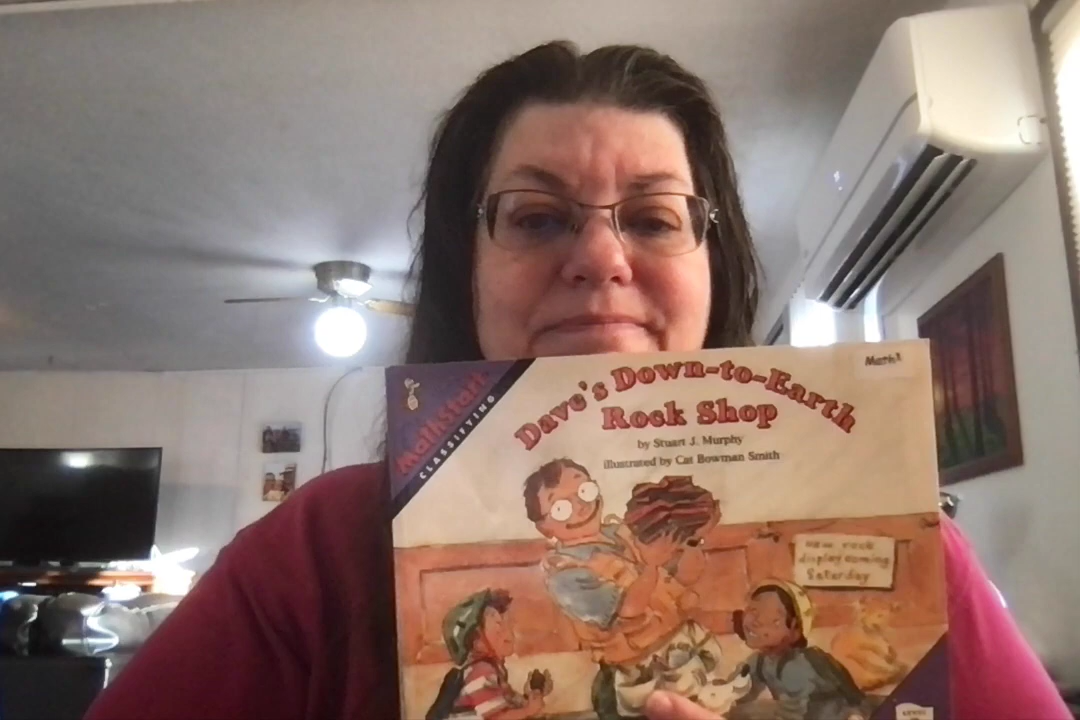 MathStart
CLASSIFYING
Math
Dave's Down-to-Earth
Rock Shop
by Stuart J. Murphy
illustrated by Cat Bowman Smith
new rock
display coming
Saturday
LEVEL